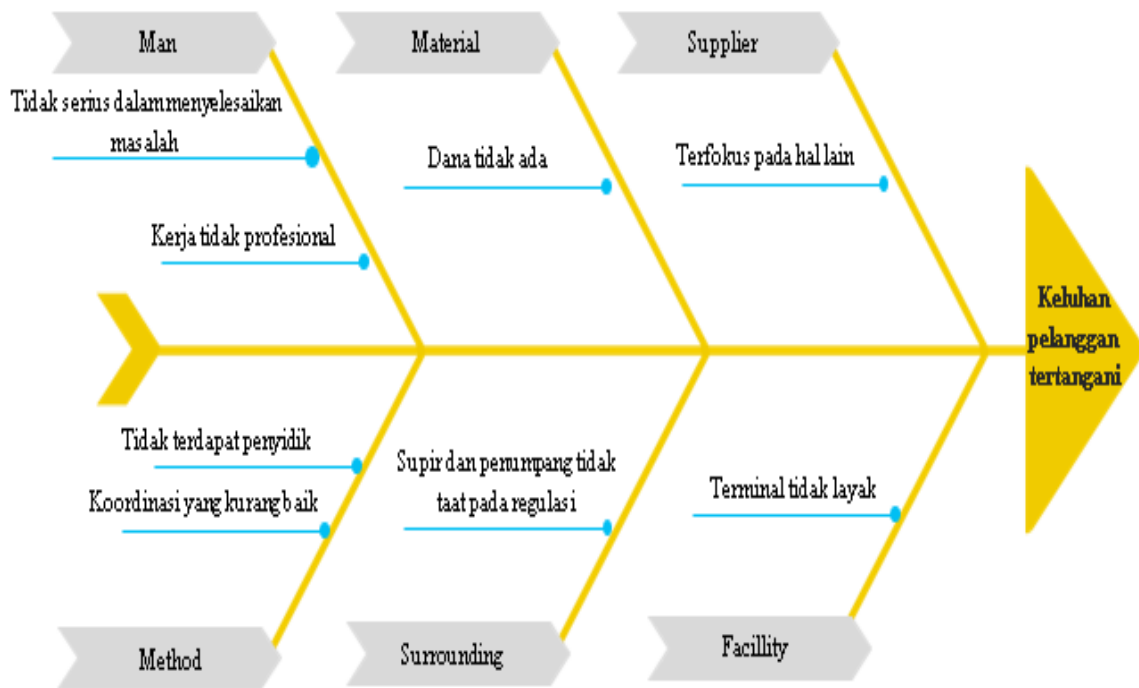 Man
Material
Supplier
Tidak serius dalam menyelesaikan
masalah
Dana tidak ada
Terfokus pada hal lain
Kerja tidak profesional
Keluhan
pelanggan
tertangani
Tidak terdapat penyidik
Koordinasi yang kurang baik
Supir dan penumpang tidak
taat pada regulasi
Terminal tidak layak
Method
Surrounding
Facillity